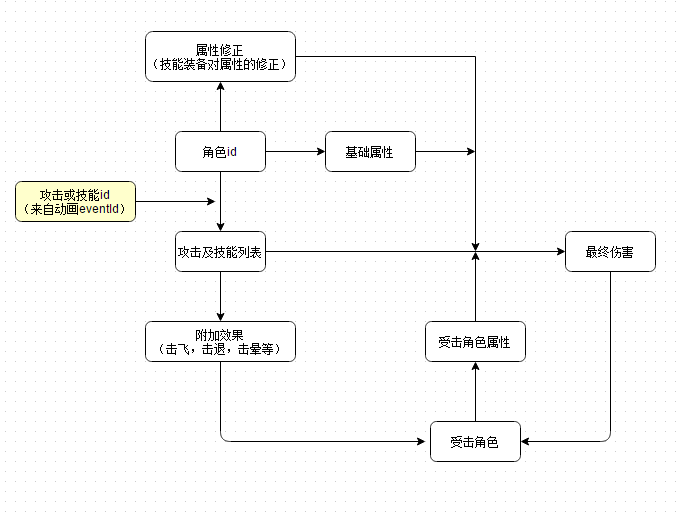 属性修正
（技能装备对属性的修正）
角色id
基础属性
攻击或技能id
（来自动画eventId）
攻击及技能列表
最终伤害
附加效果
（击飞，击退，击晕等）
受击角色属性
受击角色